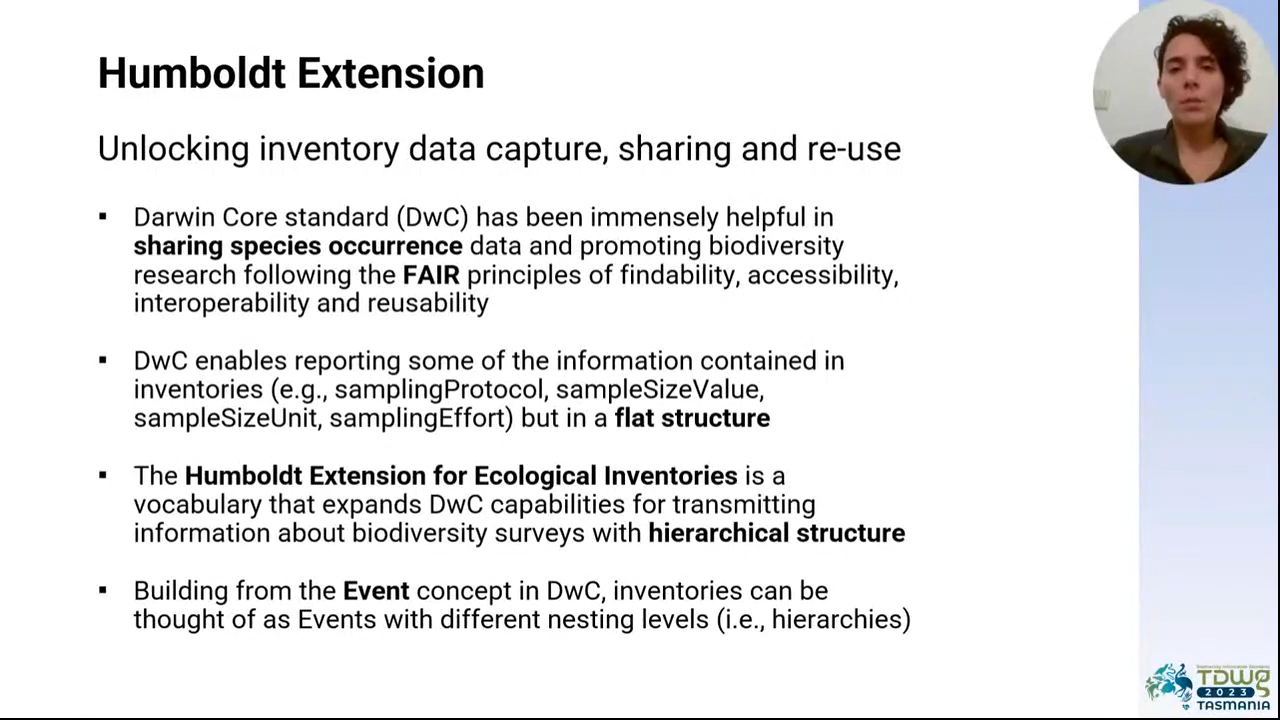 Humboldt Extension
Unlocking inventory data capture, sharing and re-use
▪ Darwin Core standard (DwC) has been immensely helpful in
sharing species occurrence data and promoting biodiversity
research following the FAIR principles of findability, accessibility,
interoperability and reusability
▪ DwC enables reporting some of the information contained in
inventories (e.g., samplingProtocol, sampleSizeValue,
sampleSizeUnit, samplingEffort) but in a flat structure
▪ The Humboldt Extension for Ecological Inventories is a
vocabulary that expands DwC capabilities for transmitting
information about biodiversity surveys with hierarchical structure
▪ Building from the Event concept in DwC, inventories can be
thought of as Events with different nesting levels (i.e., hierarchies)
Biodiversity Information Standards
TDWG
2023
TASMANIA